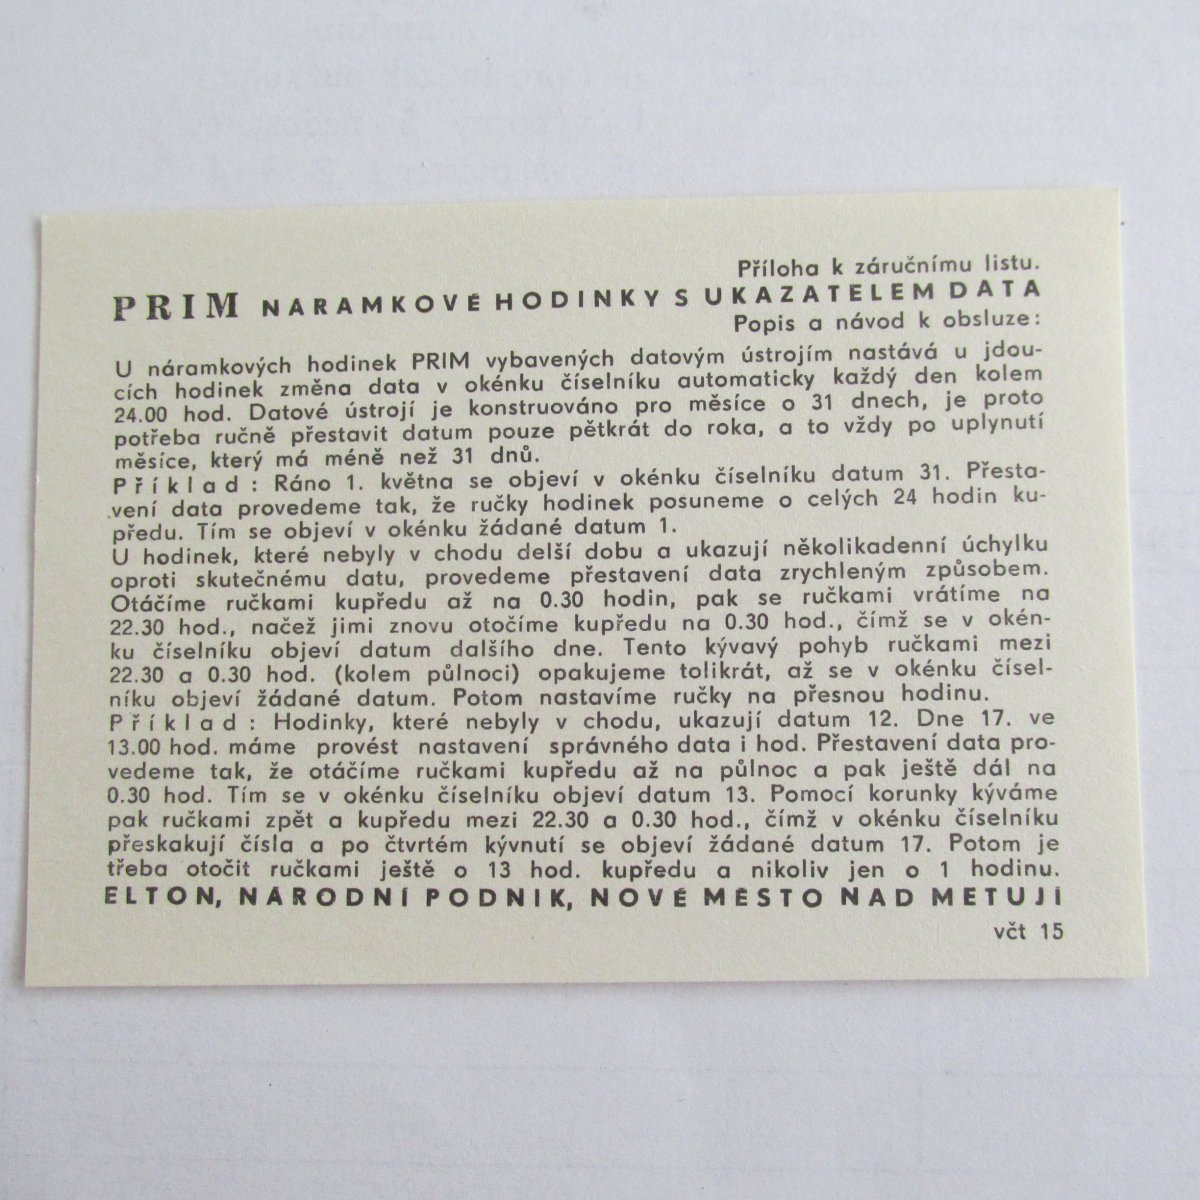 Příloha k záručnímu listu.
PRIM NÁRAMKOVÉ HODINKY S UKAZATELEM DATA
Popis a návod k obsluze:
U náramkových hodinek PRIM vybavených datovým ústrojím nastává u jdou-
cích hodinek změna data v okénku číselníku automaticky každý den kolem
24.00 hod. Datové ústrojí je konstruováno pro měsíce o 31 dnech, je proto
potřeba ručně přestavit datum pouze pětkrát do roka, a to vždy po uplynutí
měsíce, který má méně než 31 dnů.
Příklad: Ráno 1. května se objeví v okénku číselníku datum 31. Přesta-
vení data provedeme tak, že ručky hodinek posuneme o celých 24 hodin ku-
předu. Tím se objeví v okénku žádané datum 1.
U hodinek, které nebyly v chodu delší dobu a ukazují několikadenní úchylku
oproti skutečnému datu, provedeme přestavení data zrychleným způsobem.
Otáčíme ručkami kupředu až na 0.30 hodin, pak se ručkami vrátíme na
22.30 hod., načež jimi znovu otočíme kupředu na 0.30 hod., čímž se v okén-
ku číselníku objeví datum dalšího dne. Tento kývavý pohyb ručkami mezi
22.30 a 0.30 hod. (kolem půlnoci) opakujeme tolikrát, až se v okénku čísel-
níku objeví žádané datum. Potom nastavíme ručky na přesnou hodinu.
Příklad: Hodinky, které nebyly v chodu, ukazují datum 12. Dne 17. ve
13.00 hod. máme provést nastavení správného data i hod. Přestavení data pro-
vedeme tak, že otáčíme ručkami kupředu až na půlnoc a pak ještě dál na
0.30 hod. Tím se v okénku číselníku objeví datum 13. Pomocí korunky kýváme
pak ručkami zpět a kupředu mezi 22.30 a 0.30 hod., čímž v okénku číselníku
přeskakují čísla a po čtvrtém kývnutí se objeví žádané datum 17. Potom je
třeba otočit ručkami ještě o 13 hod. kupředu a nikoliv jen o 1 hodinu.
ELTON, NÁRODNÍ PODNIK, NOVÉ MĚSTO NAD METUJÍ
včt 15